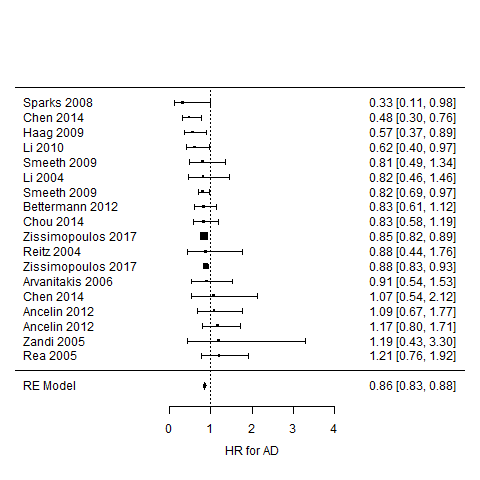 Sparks 2008 0.33 [0.11, 0.98]
Chen 2014 0.48 [0.30, 0.76]
Haag 2009 0.57 [0.37, 0.89]
Li 2010 0.62 [0.40, 0.97]
Smeeth 2009 0.81 [0.49, 1.34]
Li 2004 0.82 [0.46, 1.46]
Smeeth 2009 0.82 [0.69, 0.97]
Bettermann 2012 0.83 [0.61, 1.12]
Chou 2014 0.83 [0.58, 1.19]
Zissimopoulos 2017 0.85 [0.82, 0.89]
Reitz 2004 0.88 [0.44, 1.76]
Zissimopoulos 2017 0.88 [0.83, 0.93]
Arvanitakis 2006 0.91 [0.54, 1.53]
Chen 2014 1.07 [0.54, 2.12]
Ancelin 2012 1.09 [0.67, 1.77]
Ancelin 2012 1.17 [0.80, 1.71]
Zandi 2005 1.19 [0.43, 3.30]
Rea 2005 1.21 [0.76, 1.92]
RE Model 0.86 [0.83, 0.88]
0 1 2 3 4
HR for AD